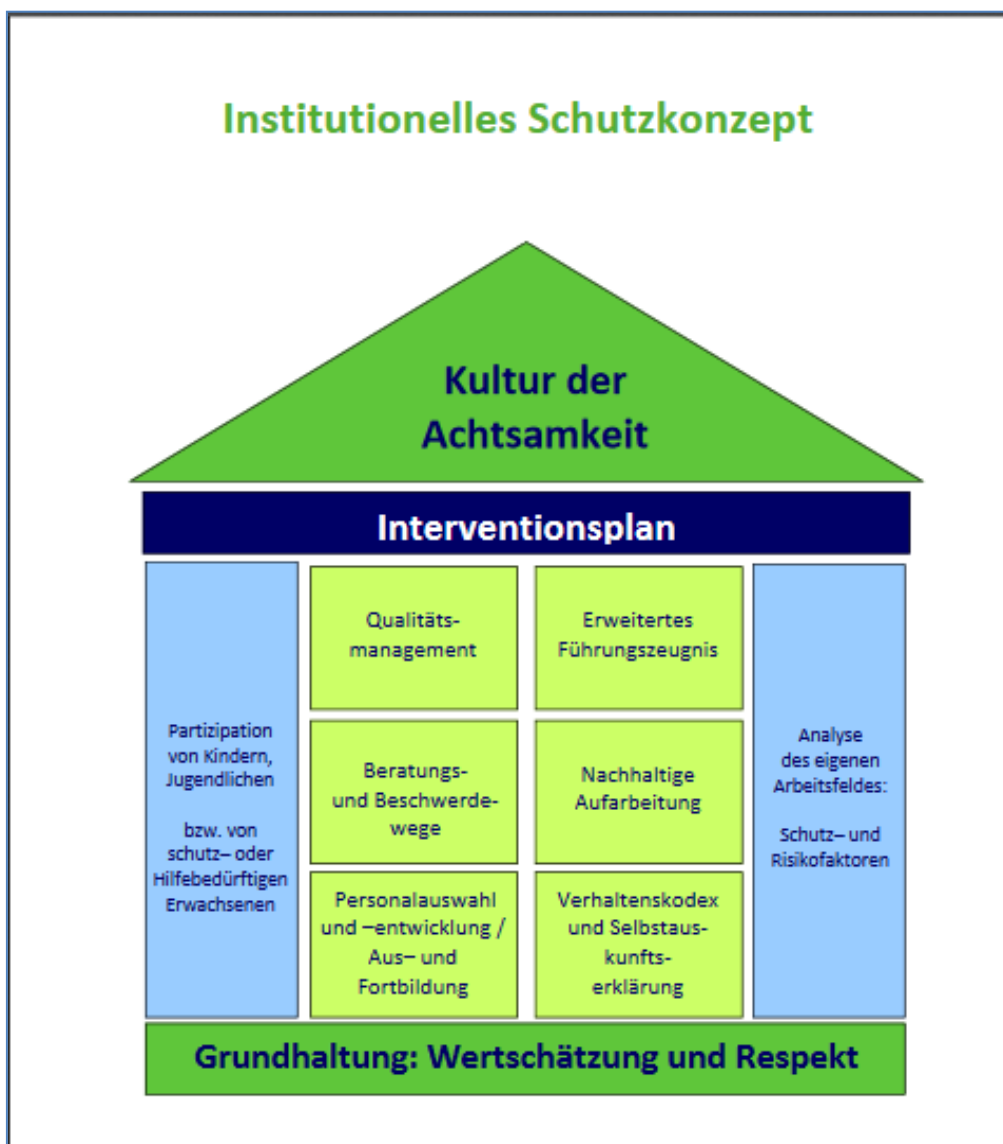 Institutionelles Schutzkonzept
Kultur der
Achtsamkeit
Interventionsplan
Partizipation
von Kindern,
Jugendlichen
bzw. von
schutz– oder
Hilfebedürftigen
Erwachsenen
Qualitäts-
management
Erweitertes
Führungszeugnis
Beratungs-
und Beschwerde-
wege
Nachhaltige
Aufarbeitung
Personalauswahl
und –entwicklung /
Aus– und
Fortbildung
Verhaltenskodex
und Selbstaus-
kunfts-
erklärung
Analyse
des eigenen
Arbeitsfeldes:
Schutz– und
Risikofaktoren
Grundhaltung: Wertschätzung und Respekt